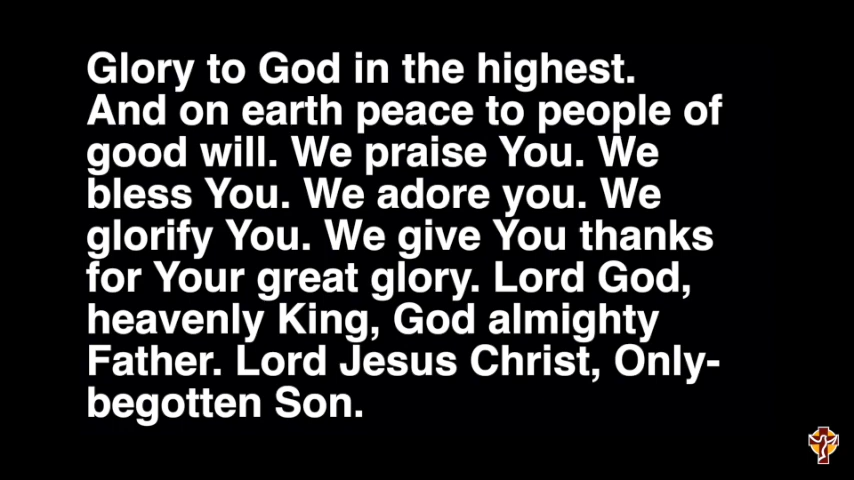 Glory to God in the highest.
And on earth peace to people of
good will. We praise You. We
bless You. We adore you. We
glorify You. We give You thanks
for Your great glory. Lord God,
heavenly King, God almighty
Father. Lord Jesus Christ, Only-
begotten Son.